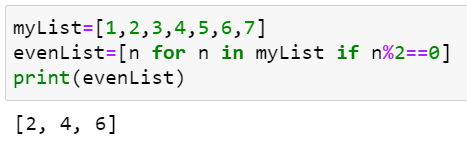 myList=[1,2,3,4,5,6,7]
evenList=[n for n in myList if n%2==0]
print(evenList)
[2, 4, 6]